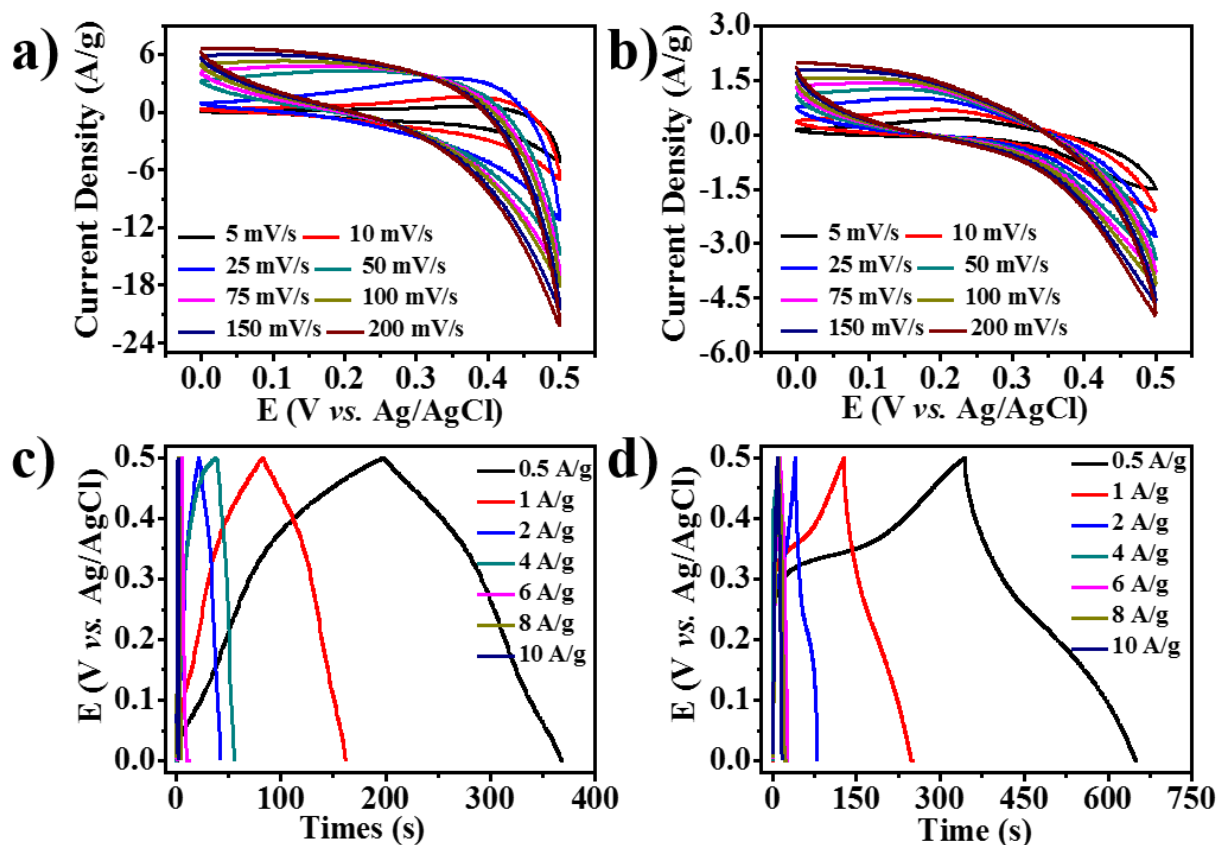 a)
Current Density (A/g)
6
0
-6
-12
-18
-24
5 mV/s 10 mV/s
25 mV/s 50 mV/s
75 mV/s 100 mV/s
150 mV/s 200 mV/s
0.0 0.1 0.2 0.3 0.4 0.5
E (V vs. Ag/AgCl)
b)
Current Density (A/g)
3.0
1.5
0.0
-1.5
-3.0
-4.5
-6.0
5 mV/s 10 mV/s
25 mV/s 50 mV/s
75 mV/s 100 mV/s
150 mV/s 200 mV/s
0.0 0.1 0.2 0.3 0.4 0.5
E (V vs. Ag/AgCl)
c)
E (V vs. Ag/AgCl)
0.5
0.4
0.3
0.2
0.1
0.0
0.5 A/g
1 A/g
2 A/g
4 A/g
6 A/g
8 A/g
10 A/g
0 100 200 300 400
Times (s)
d)
E (V vs. Ag/AgCl)
0.5
0.4
0.3
0.2
0.1
0.0
0.5 A/g
1 A/g
2 A/g
4 A/g
6 A/g
8 A/g
10 A/g
0 150 300 450 600 750
Time (s)